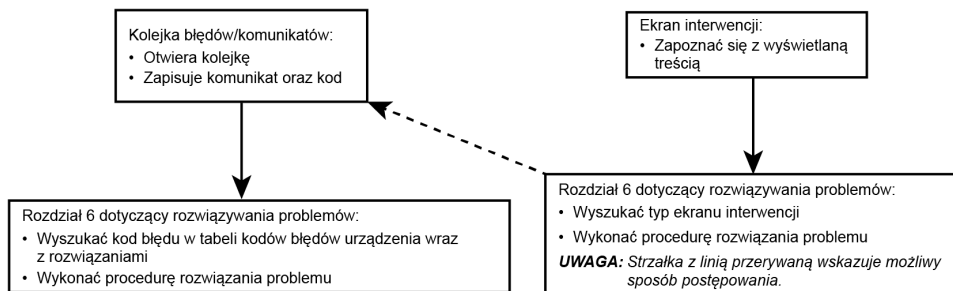 Kolejka błędów/komunikatów:
• Otwiera kolejkę
• Zapisuje komunikat oraz kod
Ekran interwencji:
• Zapoznać się z wyświetlaną
treścią
Rozdział 6 dotyczący rozwiązywania problemów:
• Wyszukać kod błędu w tabeli kodów błędów urządzenia wraz
z rozwiązaniami
• Wykonać procedurę rozwiązania problemu
Rozdział 6 dotyczący rozwiązywania problemów:
• Wyszukać typ ekranu interwencji
• Wykonać procedurę rozwiązania problemu
UWAGA: Strzałka z linią przerywaną wskazuje możliwy
sposób postępowania.